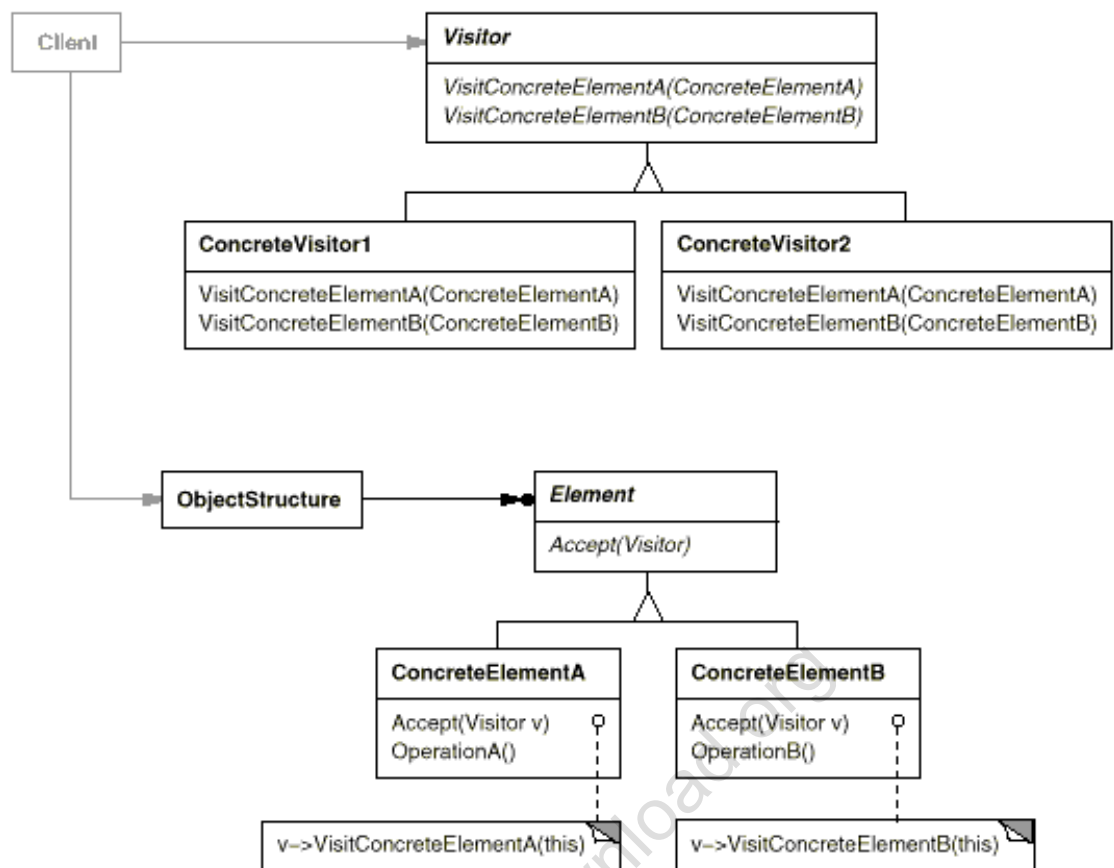 Client
Visitor
VisitConcreteElementA(ConcreteElementA)
VisitConcreteElementB(ConcreteElementB)
ConcreteVisitor1
VisitConcreteElementA(ConcreteElementA)
VisitConcreteElementB(ConcreteElementB)
ConcreteVisitor2
VisitConcreteElementA(ConcreteElementA)
VisitConcreteElementB(ConcreteElementB)
ObjectStructure
Element
Accept(Visitor)
ConcreteElementA
Accept(Visitor v)
OperationA()
ConcreteElementB
Accept(Visitor v)
OperationB()
v->VisitConcreteElementA(this)
v->VisitConcreteElementB(this)